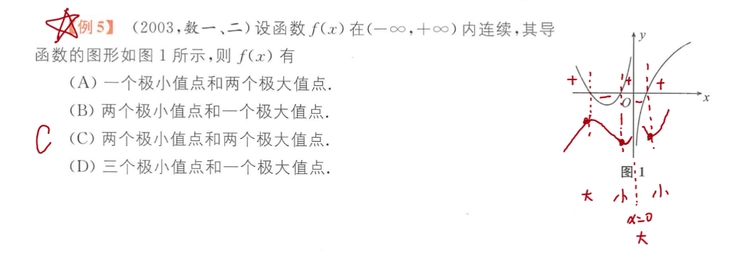 【例5】 (2003,数一、二)设函数 f(x) 在(-∞,+∞)内连续,其导
函数的图形如图 1 所示,则 f(x) 有
(A) 一个极小值点和两个极大值点.
(B) 两个极小值点和一个极大值点.
C (C) 两个极小值点和两个极大值点.
(D) 三个极小值点和一个极大值点.
y
+ + +
- O - x
图 1
大 小 小
x=0
大